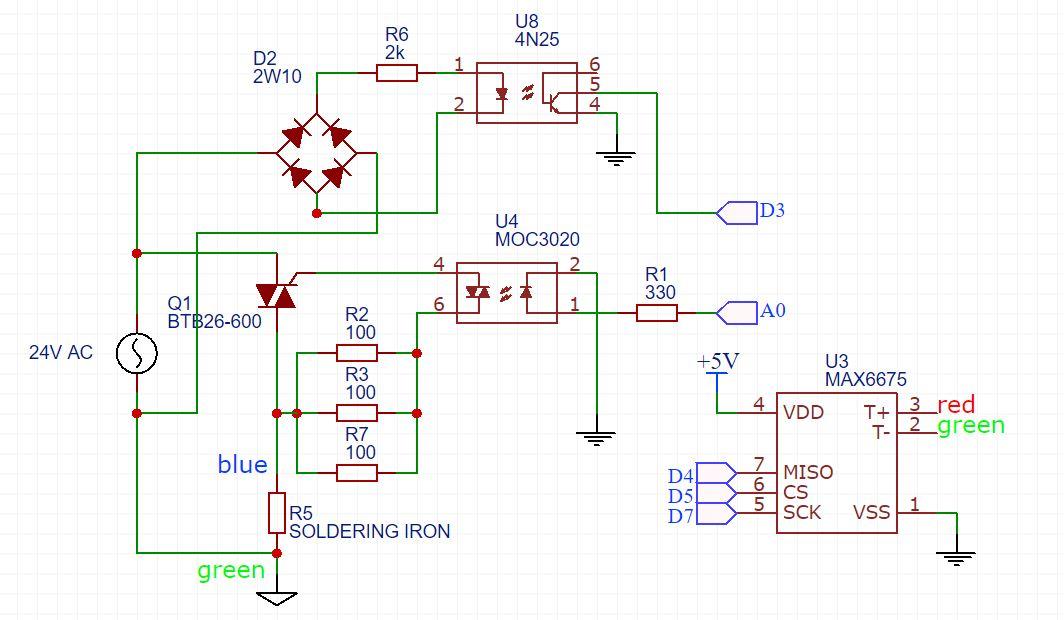 U8
4N25
R6
2k
D2
2W10
1
2
6
5
4
D3
U4
MOC3020
4
6
2
1
R1
330
A0
Q1
BTB26-600
R2
100
R3
100
R7
100
24V AC
blue
R5
SOLDERING IRON
green
+5V
U3
MAX6675
4
VDD
T+
3
red
T-
2
green
D4
7
MISO
D5
6
CS
D7
5
SCK
VSS
1